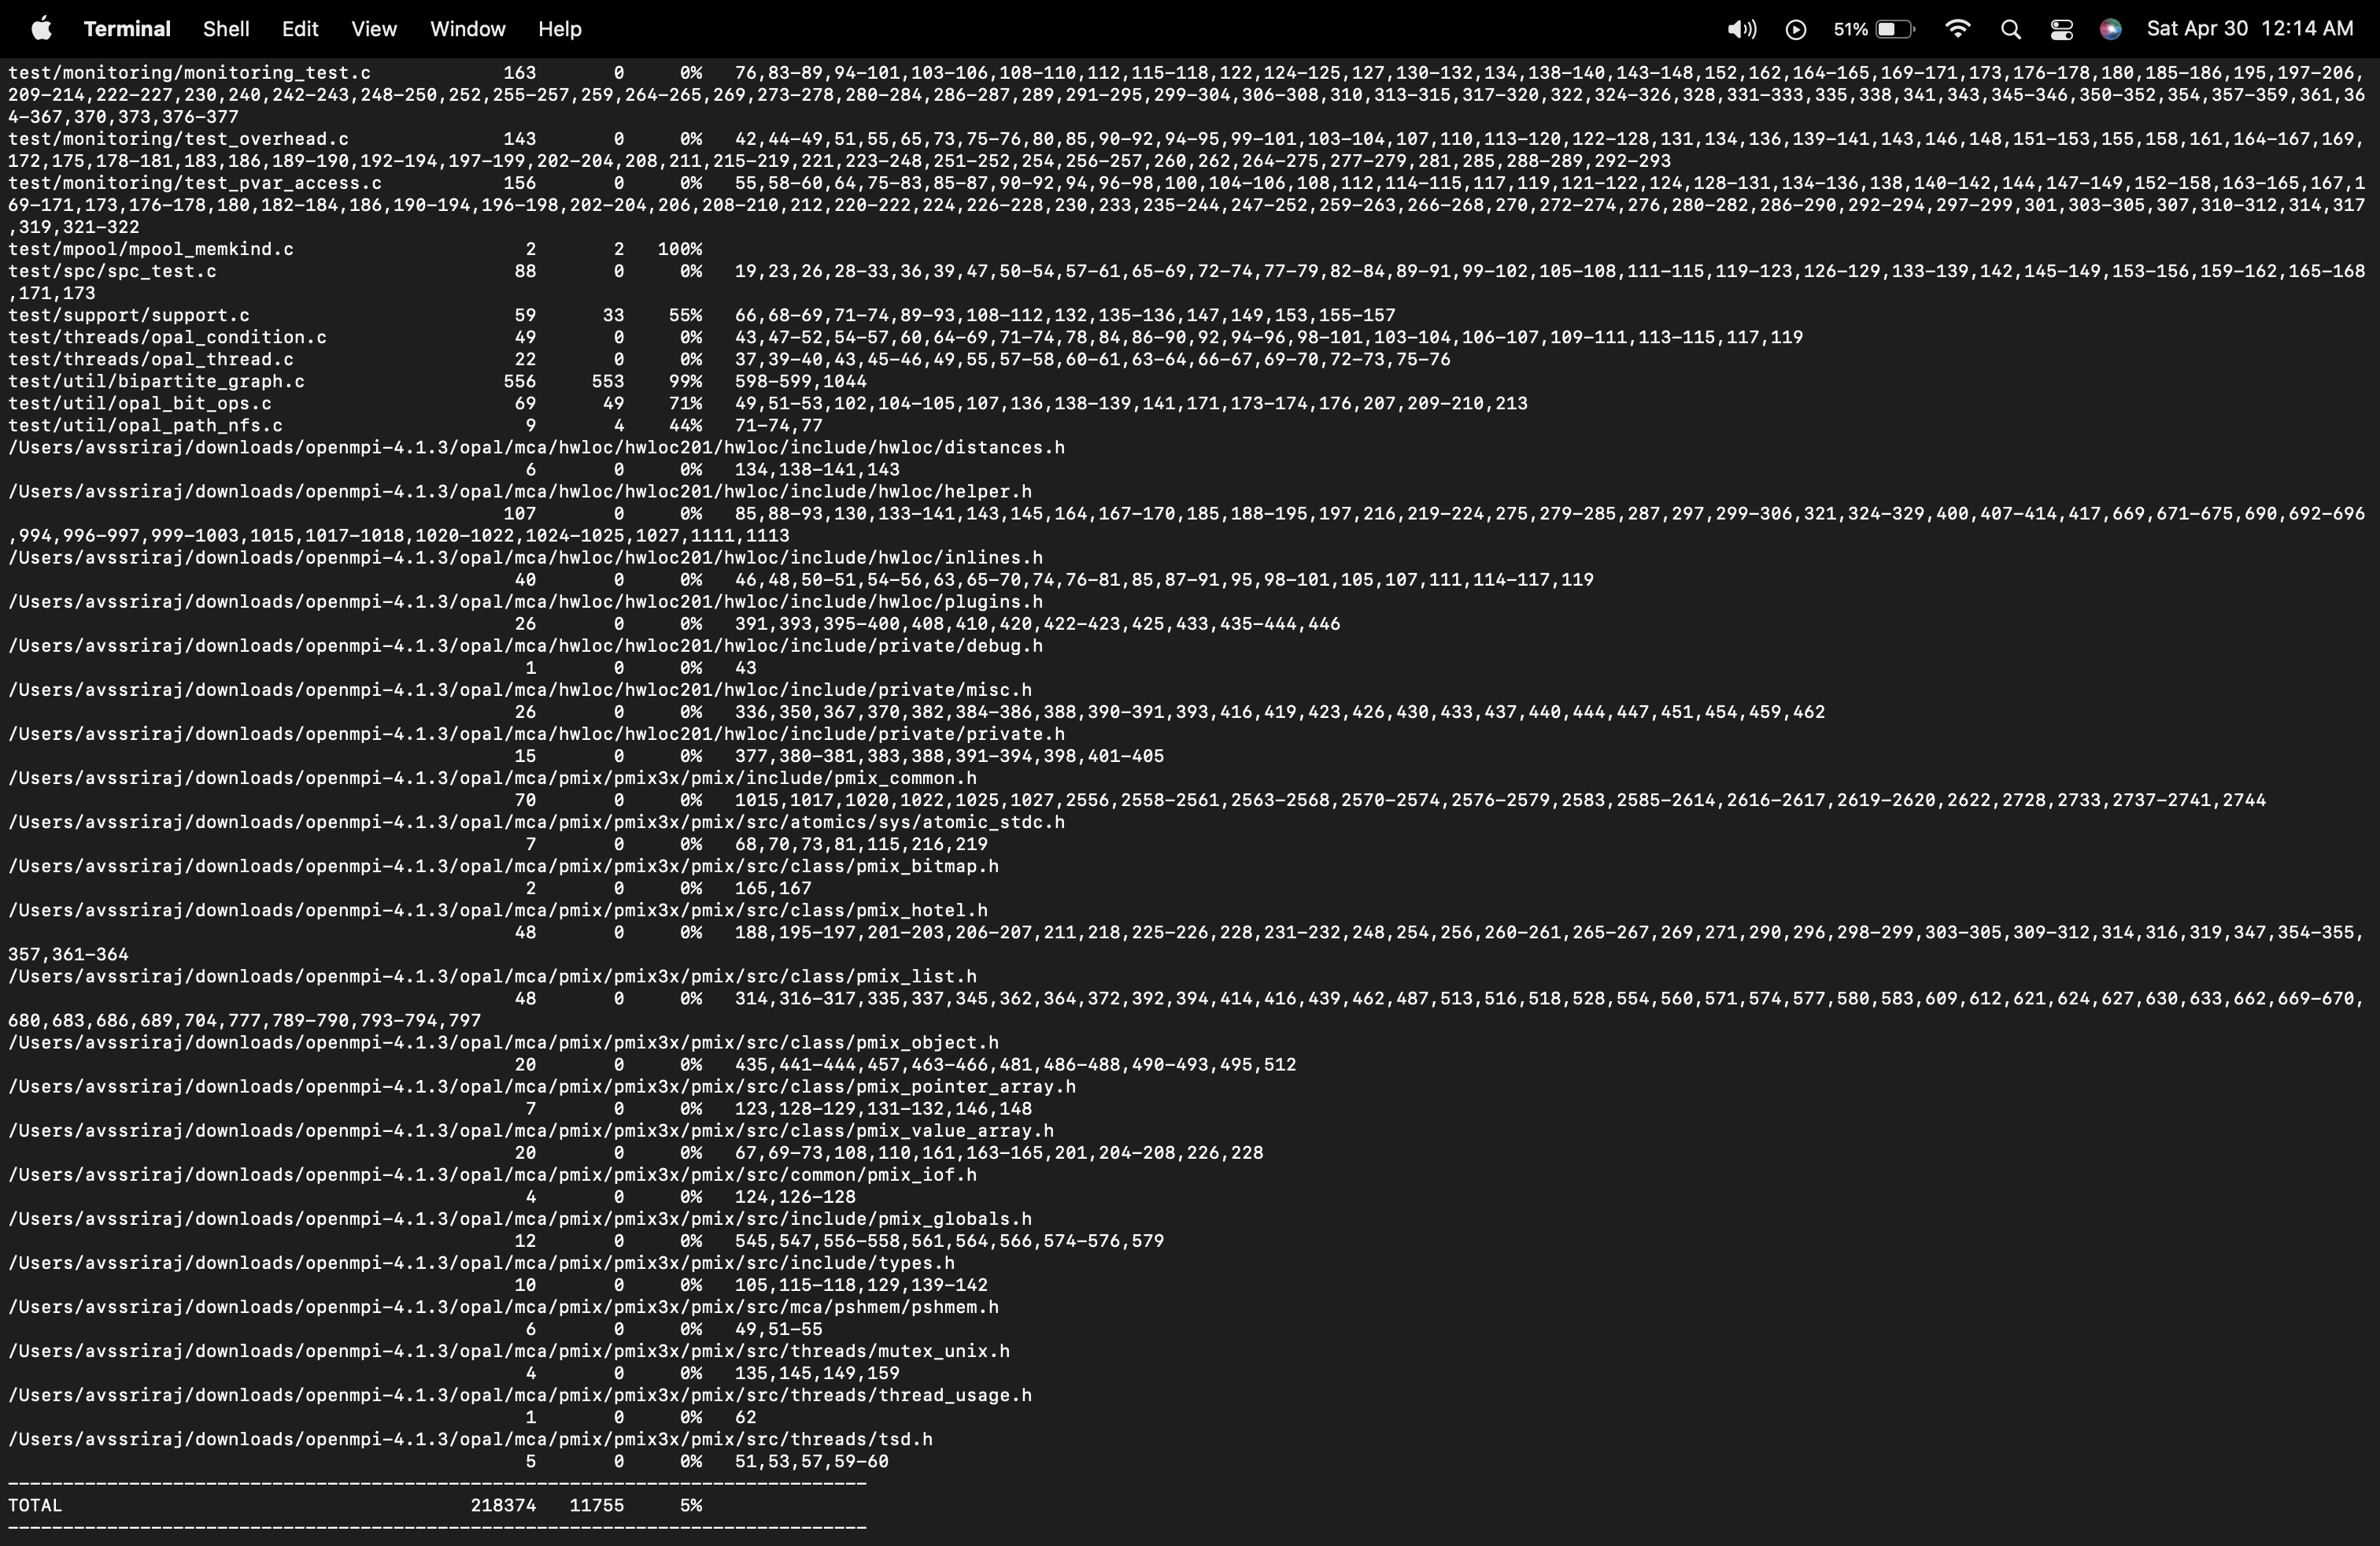 Terminal Shell Edit View Window Help 51% Sat Apr 30 12:14 AM
test/monitoring/monitoring_test.c 163 0 0% 76,83-89,94-101,103-106,108-110,112,115-118,122,124-125,127,130-132,134,138-140,143-148,152,162,164-165,169-171,173,176-178,180,185-186,195,197-206,
209-214,222-227,230,240,242-243,248-250,252,255-257,259,264-265,269,273-278,280-284,286-287,289,291-295,299-304,306-308,310,313-315,317-320,322,324-326,328,331-333,335,338,341,343,345-346,350-352,354,357-359,361,36
4-367,370,373,376-377
test/monitoring/test_overhead.c 143 0 0% 42,44-49,51,55,65,73,75-76,80,85,90-92,94-95,99-101,103-104,107,110,113-120,122-128,131,134,136,139-141,143,146,148,151-153,155,158,161,164-167,169,
172,175,178-181,183,186,189-190,192-194,197-199,202-204,208,211,215-219,221,223-248,251-252,254,256-257,260,262,264-275,277-279,281,285,288-289,292-293
test/monitoring/test_pvar_access.c 156 0 0% 55,58-60,64,75-83,85-87,90-92,94,96-98,100,104-106,108,112,114-115,117,119,121-122,124,128-131,134-136,138,140-142,144,147-149,152-158,163-165,167,1
69-171,173,176-178,180,182-184,186,190-194,196-198,202-204,206,208-210,212,220-222,224,226-228,230,233,235-244,247-252,259-263,266-268,270,272-274,276,280-282,286-290,292-294,297-299,301,303-305,307,310-312,314,317
,319,321-322
test/mpool/mpool_memkind.c 2 2 100%
test/spc/spc_test.c 88 0 0% 19,23,26,28-33,36,39,47,50-54,57-61,65-69,72-74,77-79,82-84,89-91,99-102,105-108,111-115,119-123,126-129,133-139,142,145-149,153-156,159-162,165-168
,171,173
test/support/support.c 59 33 55% 66,68-69,71-74,89-93,108-112,132,135-136,147,149,153,155-157
test/threads/opal_condition.c 49 0 0% 43,47-52,54-57,60,64-69,71-74,78,84,86-90,92,94-96,98-101,103-104,106-107,109-111,113-115,117,119
test/threads/opal_thread.c 22 0 0% 37,39-40,43,45-46,49,55,57-58,60-61,63-64,66-67,69-70,72-73,75-76
test/util/bipartite_graph.c 556 553 99% 598-599,1044
test/util/opal_bit_ops.c 69 49 71% 49,51-53,102,104-105,107,136,138-139,141,171,173-174,176,207,209-210,213
test/util/opal_path_nfs.c 9 4 44% 71-74,77
/Users/avssriraj/downloads/openmpi-4.1.3/opal/mca/hwloc/hwloc201/hwloc/include/hwloc/distances.h
6 0 0% 134,138-141,143
/Users/avssriraj/downloads/openmpi-4.1.3/opal/mca/hwloc/hwloc201/hwloc/include/hwloc/helper.h
107 0 0% 85,88-93,130,133-141,143,145,164,167-170,185,188-195,197,216,219-224,275,279-285,287,297,299-306,321,324-329,400,407-414,417,669,671-675,690,692-696
,994,996-997,999-1003,1015,1017-1018,1020-1022,1024-1025,1027,1111,1113
/Users/avssriraj/downloads/openmpi-4.1.3/opal/mca/hwloc/hwloc201/hwloc/include/hwloc/inlines.h
40 0 0% 46,48,50-51,54-56,63,65-70,74,76-81,85,87-91,95,98-101,105,107,111,114-117,119
/Users/avssriraj/downloads/openmpi-4.1.3/opal/mca/hwloc/hwloc201/hwloc/include/hwloc/plugins.h
26 0 0% 391,393,395-400,408,410,420,422-423,425,433,435-444,446
/Users/avssriraj/downloads/openmpi-4.1.3/opal/mca/hwloc/hwloc201/hwloc/include/private/debug.h
1 0 0% 43
/Users/avssriraj/downloads/openmpi-4.1.3/opal/mca/hwloc/hwloc201/hwloc/include/private/misc.h
26 0 0% 336,350,367,370,382,384-386,388,390-391,393,416,419,423,426,430,433,437,440,444,447,451,454,459,462
/Users/avssriraj/downloads/openmpi-4.1.3/opal/mca/hwloc/hwloc201/hwloc/include/private/private.h
15 0 0% 377,380-381,383,388,391-394,398,401-405
/Users/avssriraj/downloads/openmpi-4.1.3/opal/mca/pmix/pmix3x/pmix/include/pmix_common.h
70 0 0% 1015,1017,1020,1022,1025,1027,2556,2558-2561,2563-2568,2570-2574,2576-2579,2583,2585-2614,2616-2617,2619-2620,2622,2728,2733,2737-2741,2744
/Users/avssriraj/downloads/openmpi-4.1.3/opal/mca/pmix/pmix3x/pmix/src/atomics/sys/atomic_stdc.h
7 0 0% 68,70,73,81,115,216,219
/Users/avssriraj/downloads/openmpi-4.1.3/opal/mca/pmix/pmix3x/pmix/src/class/pmix_bitmap.h
2 0 0% 165,167
/Users/avssriraj/downloads/openmpi-4.1.3/opal/mca/pmix/pmix3x/pmix/src/class/pmix_hotel.h
48 0 0% 188,195-197,201-203,206-207,211,218,225-226,228,231-232,248,254,256,260-261,265-267,269,271,290,296,298-299,303-305,309-312,314,316,319,347,354-355,
357,361-364
/Users/avssriraj/downloads/openmpi-4.1.3/opal/mca/pmix/pmix3x/pmix/src/class/pmix_list.h
48 0 0% 314,316-317,335,337,345,362,364,372,392,394,414,416,439,462,487,513,516,518,528,554,560,571,574,577,580,583,609,612,621,624,627,630,633,662,669-670,
680,683,686,689,704,777,789-790,793-794,797
/Users/avssriraj/downloads/openmpi-4.1.3/opal/mca/pmix/pmix3x/pmix/src/class/pmix_object.h
20 0 0% 435,441-444,457,463-466,481,486-488,490-493,495,512
/Users/avssriraj/downloads/openmpi-4.1.3/opal/mca/pmix/pmix3x/pmix/src/class/pmix_pointer_array.h
7 0 0% 123,128-129,131-132,146,148
/Users/avssriraj/downloads/openmpi-4.1.3/opal/mca/pmix/pmix3x/pmix/src/class/pmix_value_array.h
20 0 0% 67,69-73,108,110,161,163-165,201,204-208,226,228
/Users/avssriraj/downloads/openmpi-4.1.3/opal/mca/pmix/pmix3x/pmix/src/common/pmix_iof.h
4 0 0% 124,126-128
/Users/avssriraj/downloads/openmpi-4.1.3/opal/mca/pmix/pmix3x/pmix/src/include/pmix_globals.h
12 0 0% 545,547,556-558,561,564,566,574-576,579
/Users/avssriraj/downloads/openmpi-4.1.3/opal/mca/pmix/pmix3x/pmix/src/include/types.h
10 0 0% 105,115-118,129,139-142
/Users/avssriraj/downloads/openmpi-4.1.3/opal/mca/pmix/pmix3x/pmix/src/mca/pshmem/pshmem.h
6 0 0% 49,51-55
/Users/avssriraj/downloads/openmpi-4.1.3/opal/mca/pmix/pmix3x/pmix/src/threads/mutex_unix.h
4 0 0% 135,145,149,159
/Users/avssriraj/downloads/openmpi-4.1.3/opal/mca/pmix/pmix3x/pmix/src/threads/thread_usage.h
1 0 0% 62
/Users/avssriraj/downloads/openmpi-4.1.3/opal/mca/pmix/pmix3x/pmix/src/threads/tsd.h
5 0 0% 51,53,57,59-60
------------------------------------------------------------------------------
TOTAL 218374 11755 5%
------------------------------------------------------------------------------